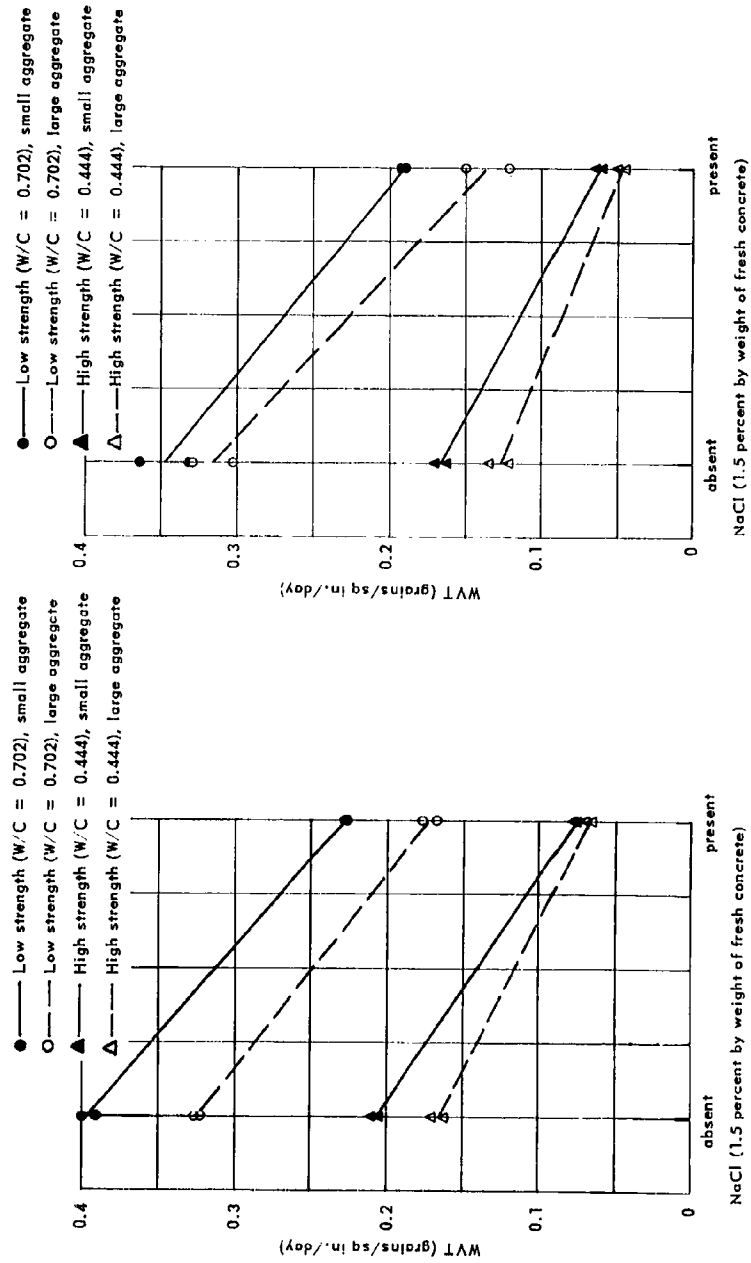 ● Low strength (W/C = 0.702), small aggregate
○ Low strength (W/C = 0.702), large aggregate
▲ High strength (W/C = 0.444), small aggregate
△ High strength (W/C = 0.444), large aggregate
0.4
0.3
0.2
0.1
0
WVT (grains/sq in./day)
absent
present
NaCl (1.5 percent by weight of fresh concrete)
● Low strength (W/C = 0.702), small aggregate
○ Low strength (W/C = 0.702), large aggregate
▲ High strength (W/C = 0.444), small aggregate
△ High strength (W/C = 0.444), large aggregate
0.4
0.3
0.2
0.1
0
WVT (grains/sq in./day)
absent
present
NaCl (1.5 percent by weight of fresh concrete)